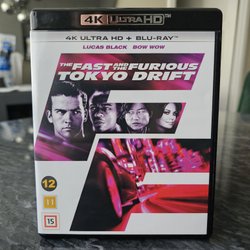 4K ULTRA HD
4K ULTRA HD + BLU-RAY
LUCAS BLACK BOW WOW
THE FAST AND THE FURIOUS
TOKYO DRIFT
12
11
15